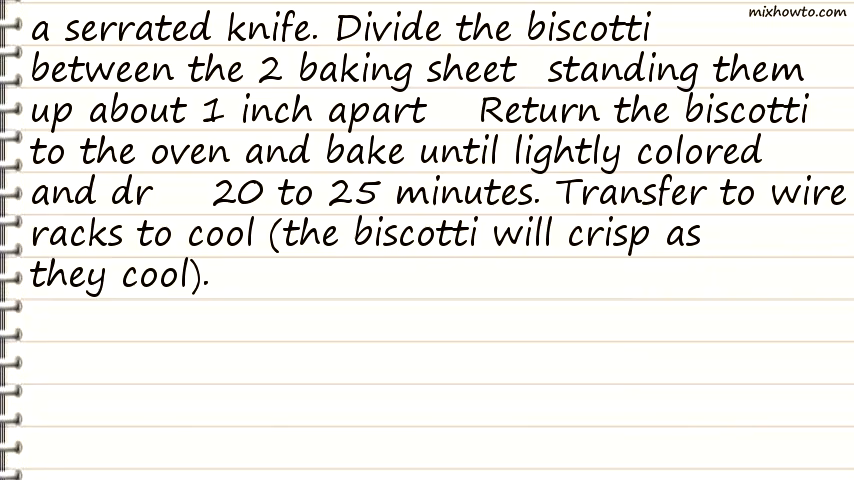 mixhowto.com
a serrated knife. Divide the biscotti
between the 2 baking sheet standing them
up about 1 inch apart Return the biscotti
to the oven and bake until lightly colored
and dr 20 to 25 minutes. Transfer to wire
racks to cool (the biscotti will crisp as
they cool).